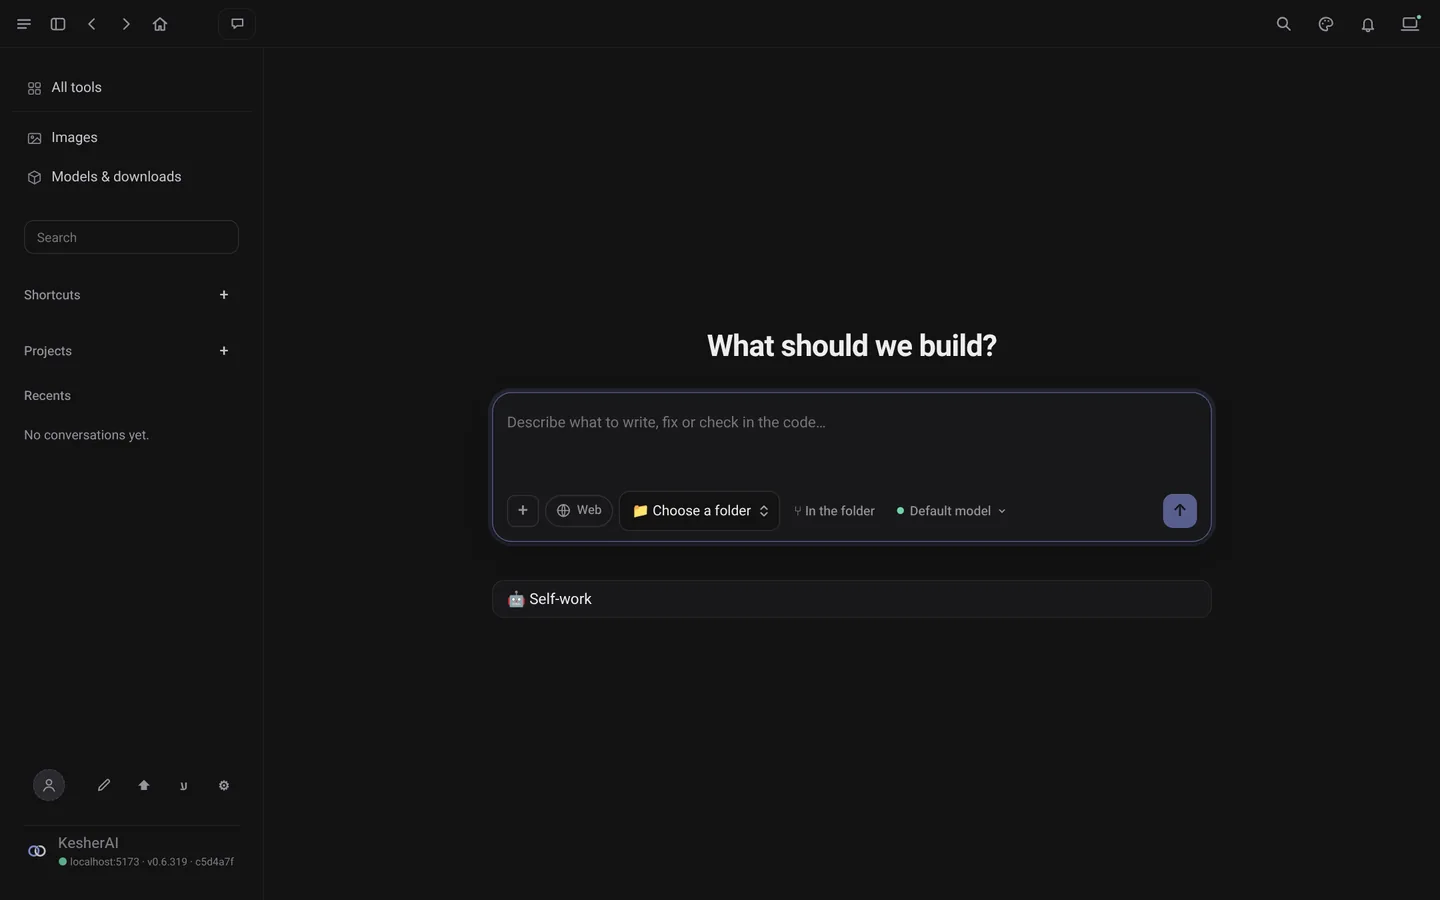 All tools
Images
Models & downloads
Search
Shortcuts +
Projects +
Recents
No conversations yet.
ע
KesherAI
localhost:5173 · v0.6.319 · c5d4a7f
What should we build?
Describe what to write, fix or check in the code...
+ Web 📁 Choose a folder ⑂ In the folder Default model
🤖 Self-work